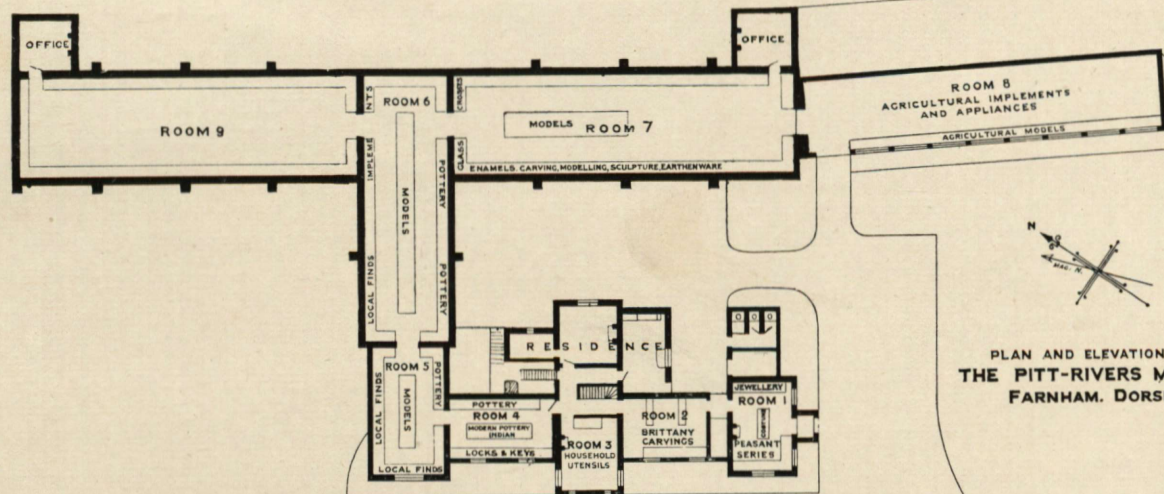 OFFICE
OFFICE
ROOM 9
IMPLEMENTS
ROOM 6
CROSSES
MODELS
ROOM 7
GLASS
ENAMELS CARVING, MODELLING, SCULPTURE, EARTHENWARE
ROOM 8
AGRICULTURAL IMPLEMENTS
AND APPLIANCES
AGRICULTURAL MODELS
MODELS
POTTERY
POTTERY
LOCAL FINDS
N
MAG. N.
RESIDENCE
ROOM 5
LOCAL FINDS
MODELS
POTTERY
LOCAL FINDS
POTTERY
ROOM 4
MODERN POTTERY
INDIAN
LOCKS & KEYS
ROOM 3
HOUSEHOLD
UTENSILS
ROOM 2
BRITTANY
CARVINGS
JEWELLERY
ROOM 1
PEASANT
SERIES
PLAN AND ELEVATION
THE PITT-RIVERS M
FARNHAM. DORS